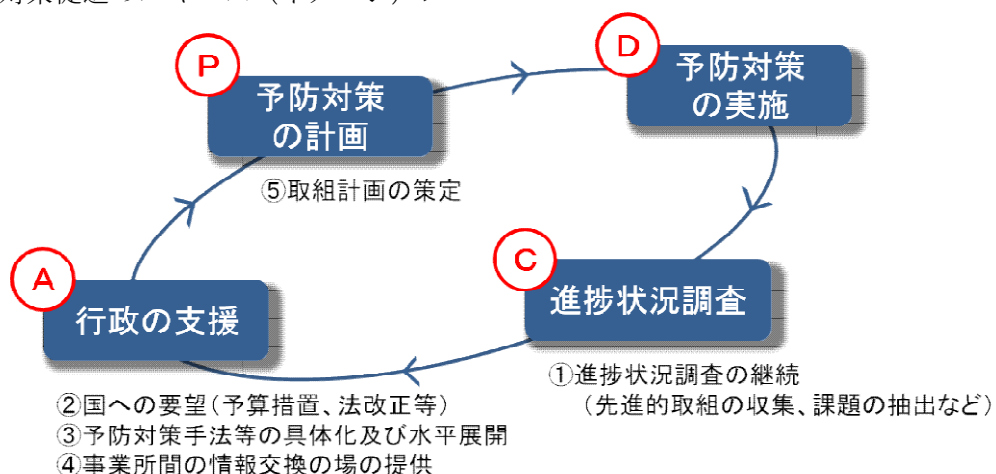 P
予防対策
の計画
D
予防対策
の実施
⑤取組計画の策定
C
進捗状況調査
A
行政の支援
①進捗状況調査の継続
(先進的取組の収集、課題の抽出など)
②国への要望(予算措置、法改正等)
③予防対策手法等の具体化及び水平展開
④事業所間の情報交換の場の提供